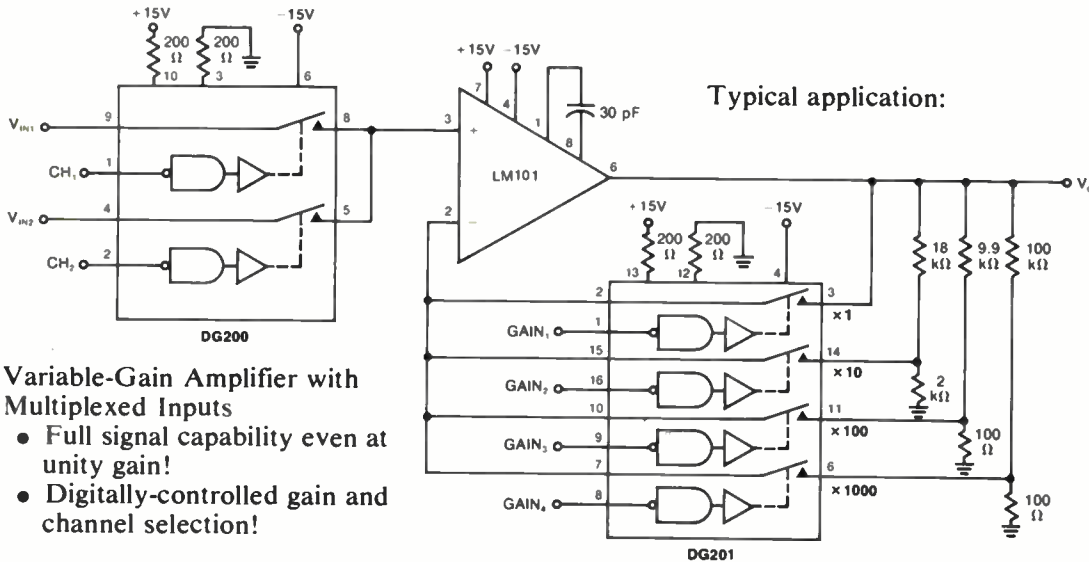 +15V
-15V
200 Ω
200 Ω
10
3
6
V_IN1
9
8
CH₁
1
V_IN2
4
5
CH₂
2
DG200
+15V
-15V
7
4
1
30 pF
8
3
+
LM101
6
2
-
Typical application:
V
+15V
-15V
200 Ω
200 Ω
13
12
4
18 kΩ
9.9 kΩ
100 kΩ
2
3
×1
GAIN₁
1
15
14
×10
GAIN₂
16
2 kΩ
10
11
×100
GAIN₃
9
100 Ω
7
6
×1000
GAIN₄
8
100 Ω
DG201
Variable-Gain Amplifier with
Multiplexed Inputs
• Full signal capability even at
unity gain!
• Digitally-controlled gain and
channel selection!